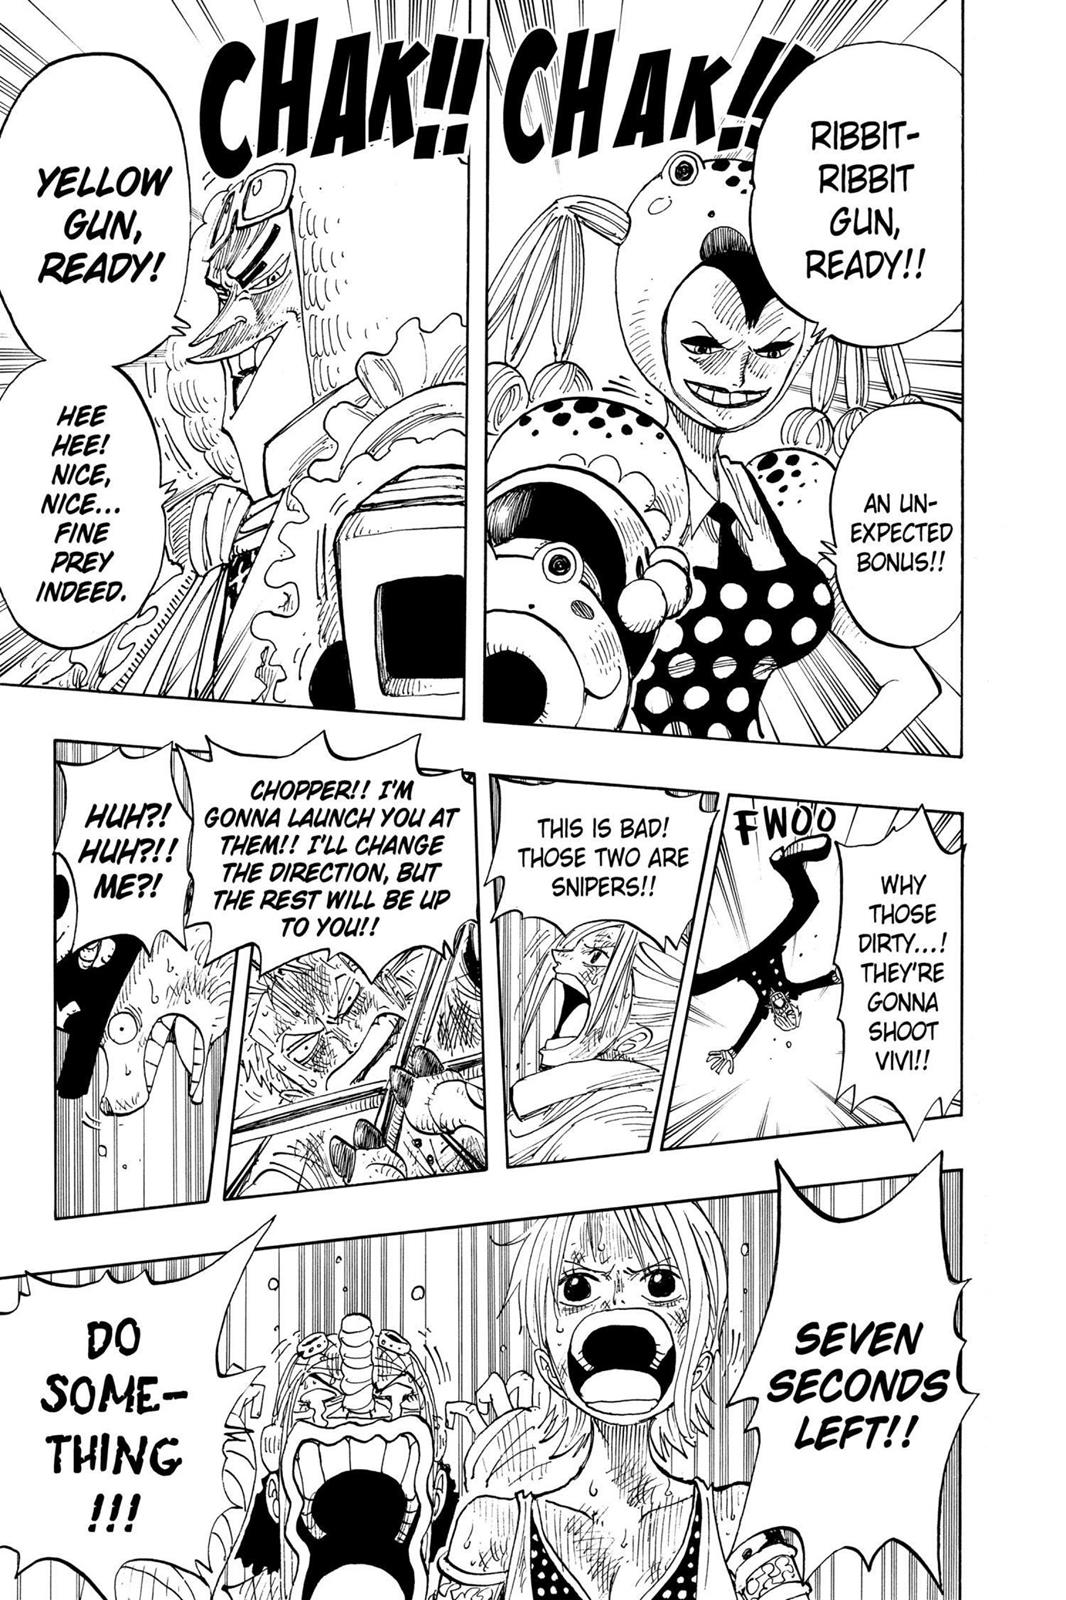 CHAK!!
RIBBIT-
RIBBIT
GUN,
READY!!
AN UN-
EXPECTED
BONUS!!
CHAK!!
YELLOW
GUN,
READY!
HEE
HEE!
NICE,
NICE...
FINE
PREY
INDEED.
FWOO
WHY
THOSE
DIRTY...!
THEY'RE
GONNA
SHOOT
VIVI!!
THIS IS BAD!
THOSE TWO ARE
SNIPERS!!
CHOPPER!! I'M
GONNA LAUNCH YOU AT
THEM!! I'LL CHANGE
THE DIRECTION, BUT
THE REST WILL BE UP
TO YOU!!
HUH?!
HUH?!!
ME?!
SEVEN
SECONDS
LEFT!!
DO
SOME-
THING
!!!